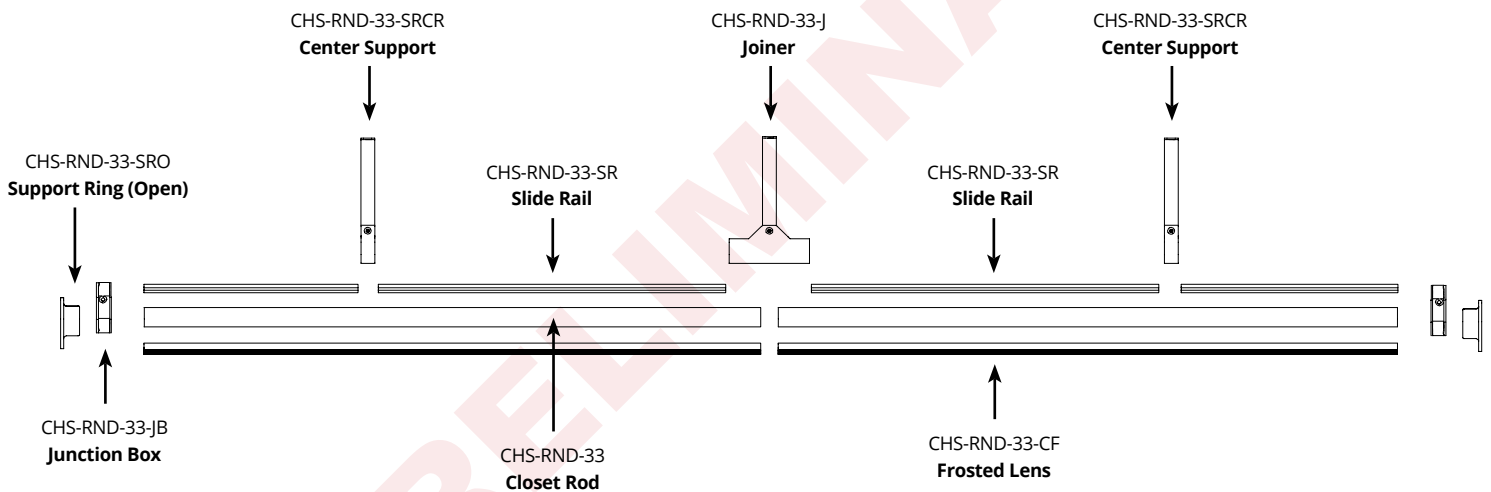 CHS-RND-33-SRCR
Center Support
CHS-RND-33-J
Joiner
CHS-RND-33-SRCR
Center Support
CHS-RND-33-SRO
Support Ring (Open)
CHS-RND-33-SR
Slide Rail
CHS-RND-33-SR
Slide Rail
CHS-RND-33-JB
Junction Box
CHS-RND-33
Closet Rod
CHS-RND-33-CF
Frosted Lens
RELIMINA